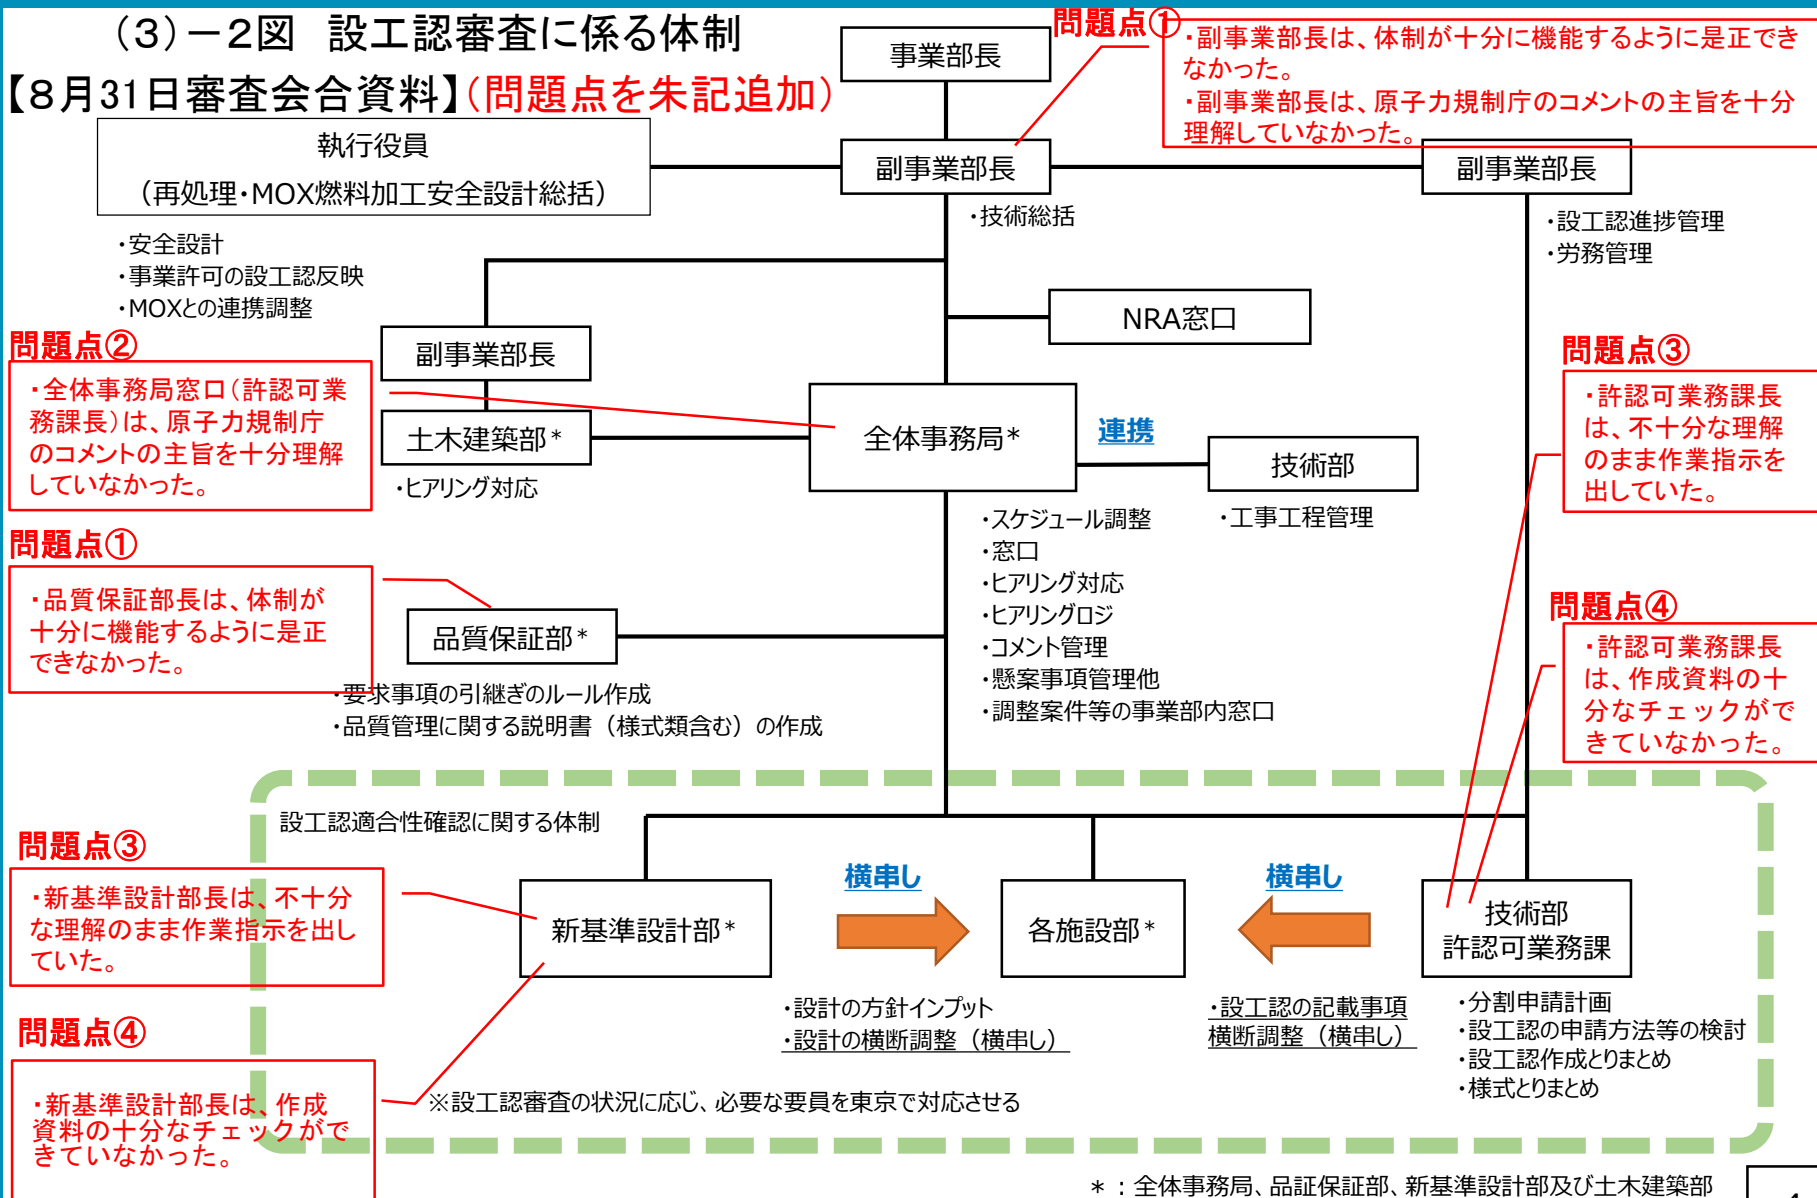 (3)－2図　設工認審査に係る体制
【8月31日審査会合資料】(問題点を朱記追加)
事業部長
問題点①
・副事業部長は、体制が十分に機能するように是正でき
なかった。
・副事業部長は、原子力規制庁のコメントの主旨を十分
理解していなかった。
執行役員
（再処理・MOX燃料加工安全設計総括）
・安全設計
・事業許可の設工認反映
・MOXとの連携調整
副事業部長
・技術総括
副事業部長
・設工認進捗管理
・労務管理
NRA窓口
副事業部長
問題点②
・全体事務局窓口(許認可業
務課長)は、原子力規制庁
のコメントの主旨を十分理解
していなかった。
土木建築部*
・ヒアリング対応
全体事務局*
連携
技術部
・工事工程管理
・スケジュール調整
・窓口
・ヒアリング対応
・ヒアリングロジ
・コメント管理
・懸案事項管理他
・調整案件等の事業部内窓口
問題点③
・許認可業務課長
は、不十分な理解
のまま作業指示を
出していた。
問題点①
・品質保証部長は、体制が
十分に機能するように是正
できなかった。
品質保証部*
・要求事項の引継ぎのルール作成
・品質管理に関する説明書（様式類含む）の作成
問題点④
・許認可業務課長
は、作成資料の十
分なチェックがで
きていなかった。
設工認適合性確認に関する体制
問題点③
・新基準設計部長は、不十分
な理解のまま作業指示を出し
ていた。
新基準設計部*
横串し
各施設部*
横串し
技術部
許認可業務課
・設計の方針インプット
・設計の横断調整（横串し）
・設工認の記載事項
横断調整（横串し）
・分割申請計画
・設工認の申請方法等の検討
・設工認作成とりまとめ
・様式とりまとめ
問題点④
・新基準設計部長は、作成
資料の十分なチェックがで
きていなかった。
※設工認審査の状況に応じ、必要な要員を東京で対応させる
*：全体事務局、品証保証部、新基準設計部及び土木建築部